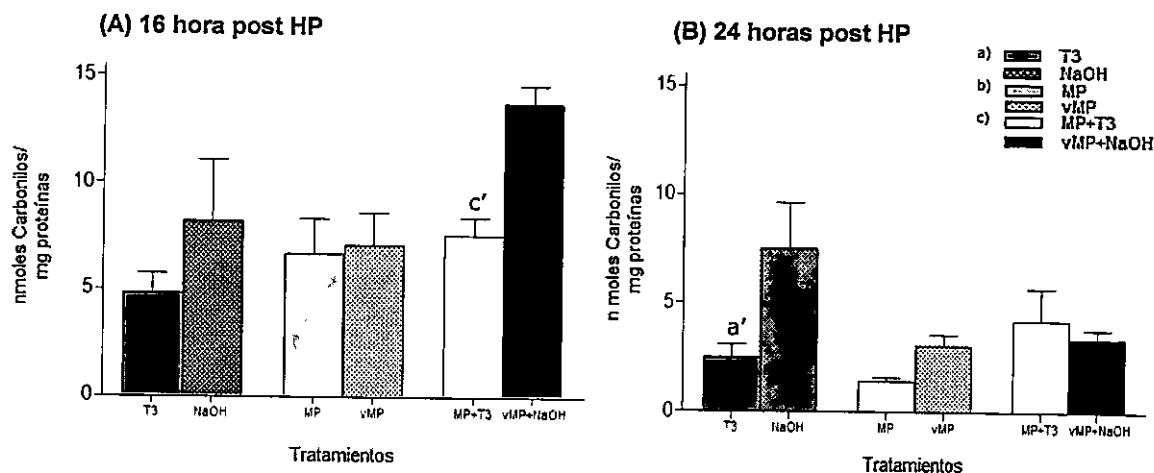 (A) 16 hora post HP
15
10
5
0
nmoles Carbonilos/
mg proteínas
c'
T3 NaOH MP vMP MP+T3 vMP+NaOH
Tratamientos
(B) 24 horas post HP
a) T3
NaOH
b) MP
vMP
c) MP+T3
vMP+NaOH
15
10
5
0
n moles Carbonilos/
mg proteínas
a'
T3 NaOH MP vMP MP+T3 vMP+NaOH
Tratamientos